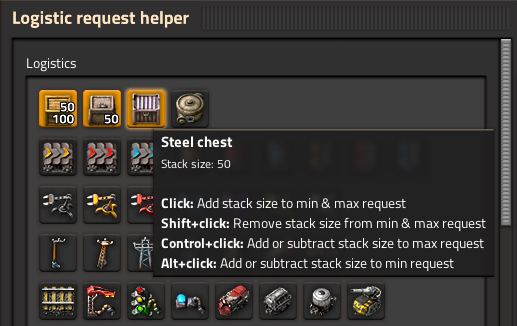 Logistic request helper
Logistics
50
100
50
Steel chest
Stack size: 50
Click: Add stack size to min & max request
Shift+click: Remove stack size from min & max request
Control+click: Add or subtract stack size to max request
Alt+click: Add or subtract stack size to min request